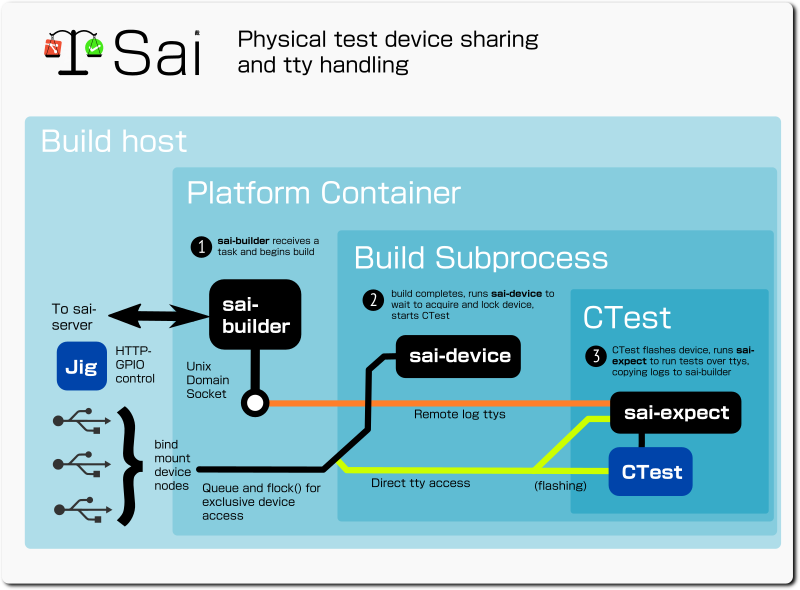 Sai
Physical test device sharing
and tty handling
Build host
Platform Container
1
sai-builder receives a
task and begins build
Build Subprocess
2
build completes, runs sai-device to
wait to acquire and lock device,
starts CTest
CTest
3
CTest flashes device, runs sai-
expect to run tests over ttys,
copying logs to sai-builder
To sai-
server
sai-
builder
Jig
HTTP-
GPIO
control
sai-device
Unix
Domain
Socket
Remote log ttys
sai-expect
bind
mount
device
nodes
CTest
Queue and flock() for
exclusive device
access
Direct tty access
(flashing)